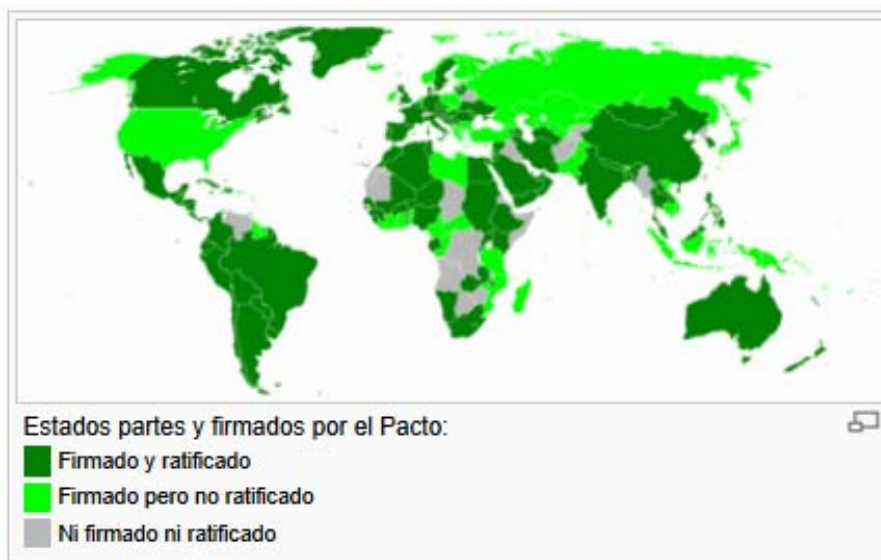 Estados partes y firmados por el Pacto:
Firmado y ratificado
Firmado pero no ratificado
Ni firmado ni ratificado